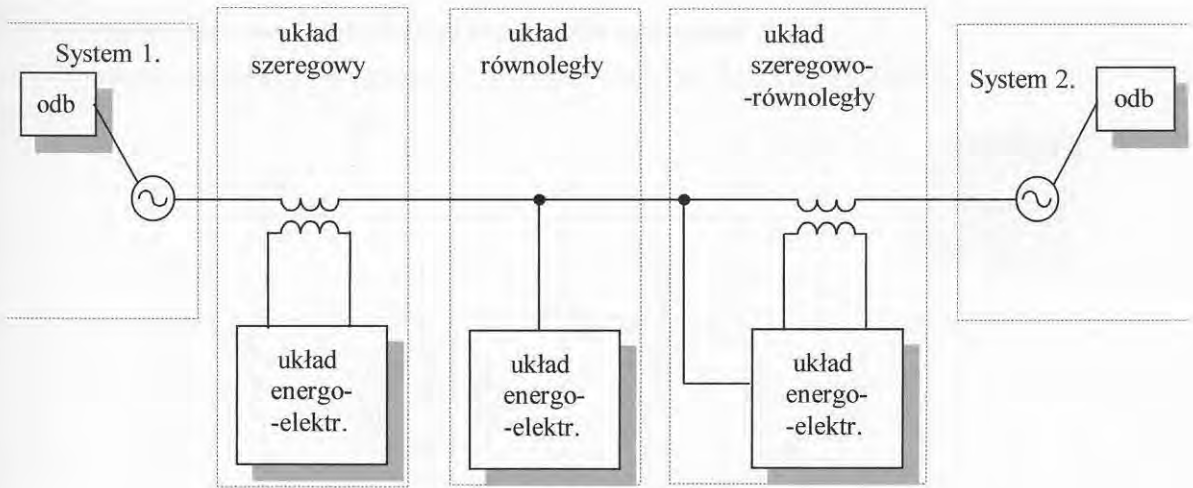 System 1.
odb
układ
szeregowy
układ
energo-
-elektr.
układ
równoległy
układ
energo-
-elektr.
układ
szeregowo-
-równoległy
układ
energo-
-elektr.
System 2.
odb